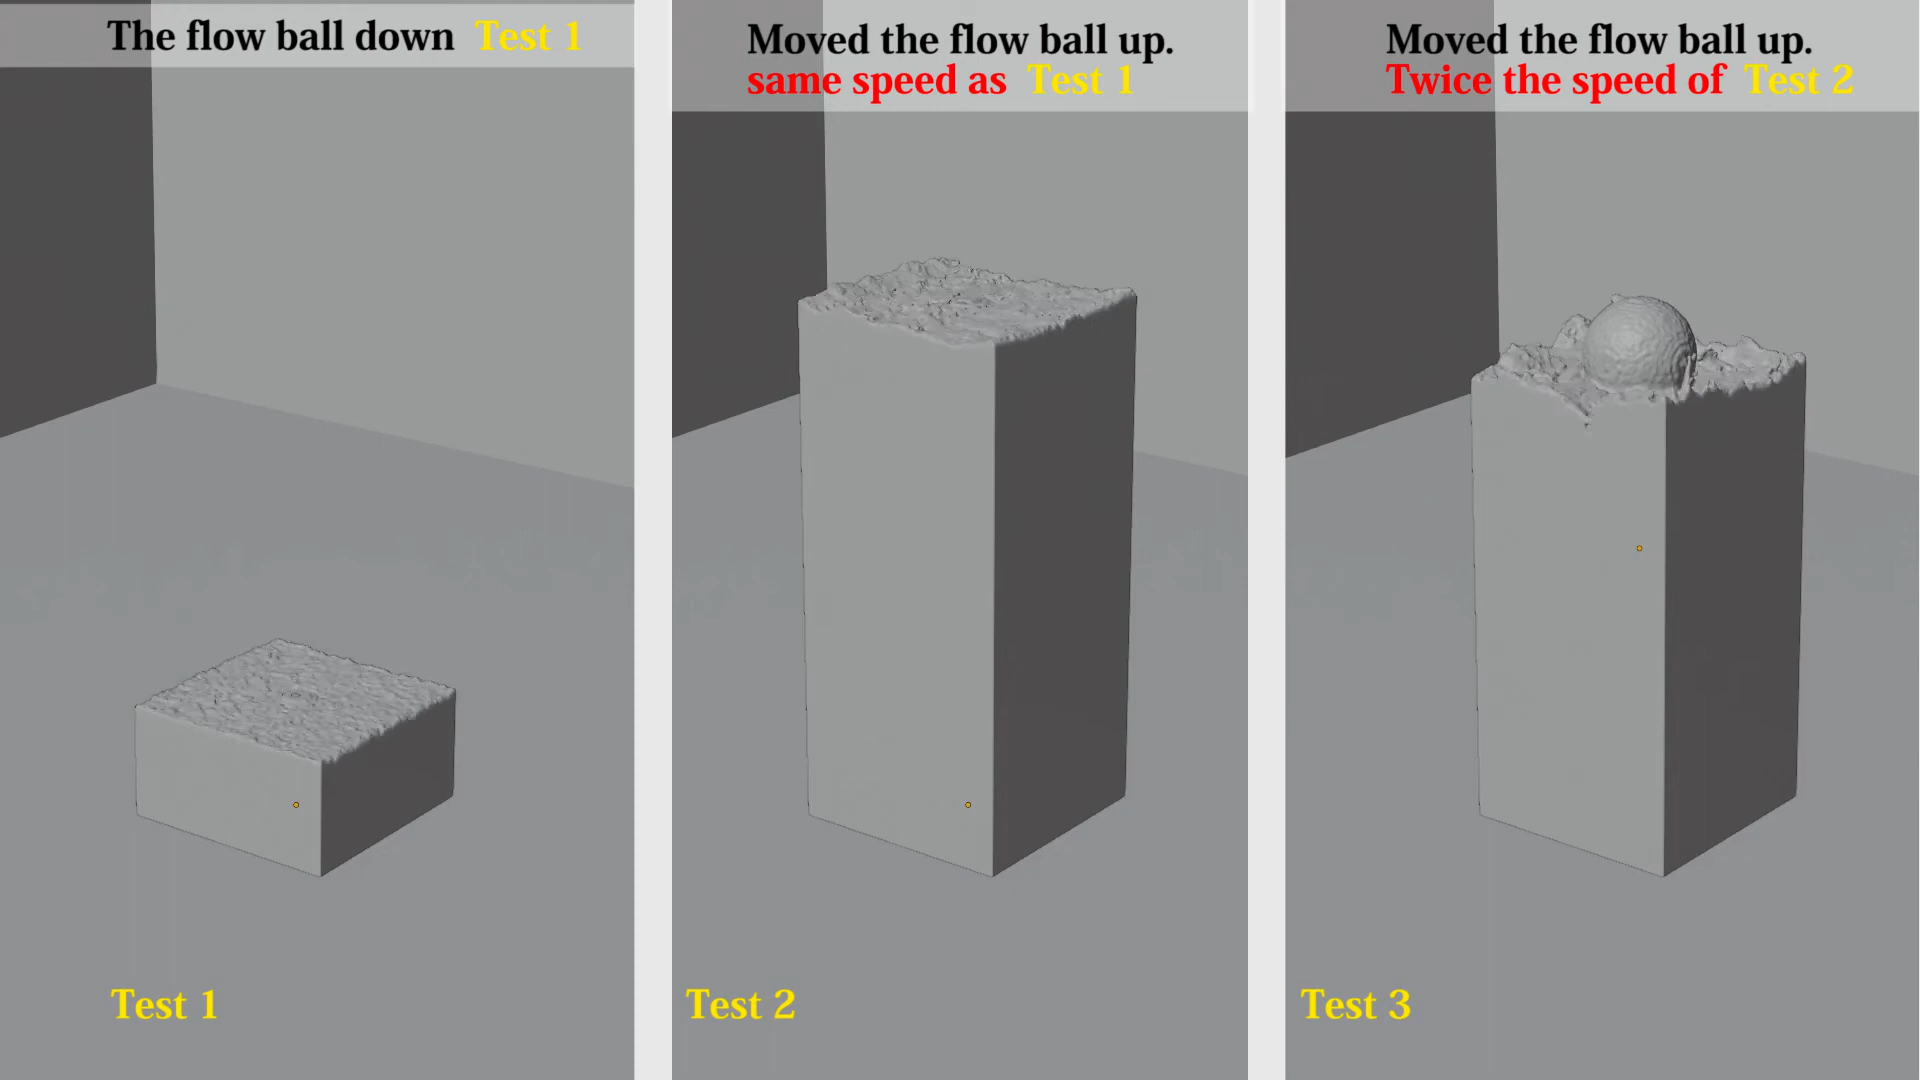 The flow ball down Test 1
Moved the flow ball up.
same speed as Test 1
Moved the flow ball up.
Twice the speed of Test 2
Test 1
Test 2
Test 3